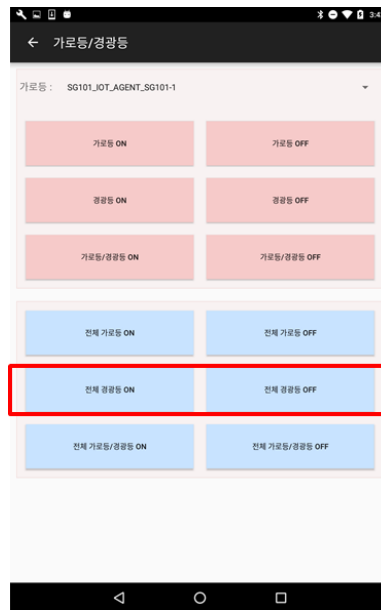 3:4
가로등/경광등
가로등 : SG101_IOT_AGENT_SG101-1
가로등 ON 가로등 OFF
경광등 ON 경광등 OFF
가로등/경광등 ON 가로등/경광등 OFF
전체 가로등 ON 전체 가로등 OFF
전체 경광등 ON 전체 경광등 OFF
전체 가로등/경광등 ON 전체 가로등/경광등 OFF